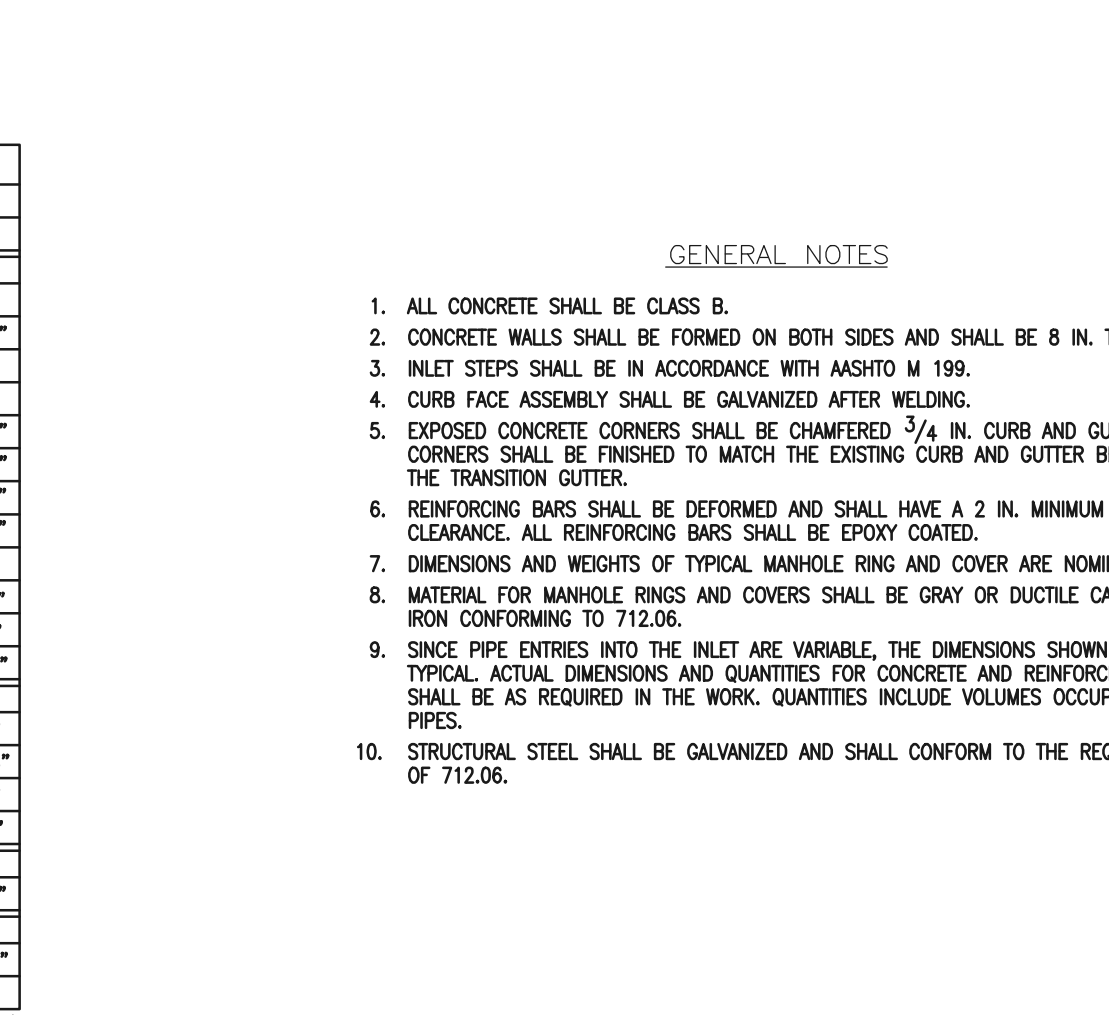 GENERAL NOTES
1. ALL CONCRETE SHALL BE CLASS B.
2. CONCRETE WALLS SHALL BE FORMED ON BOTH SIDES AND SHALL BE 8 IN.
3. INLET STEPS SHALL BE IN ACCORDANCE WITH AASHTO M 199.
4. CURB FACE ASSEMBLY SHALL BE GALVANIZED AFTER WELDING.
5. EXPOSED CONCRETE CORNERS SHALL BE CHAMFERED 3/4 IN. CURB AND
CORNERS SHALL BE FINISHED TO MATCH THE EXISTING CURB AND GUTTER
THE TRANSITION GUTTER.
6. REINFORCING BARS SHALL BE DEFORMED AND SHALL HAVE A 2 IN. MINIMUM
CLEARANCE. ALL REINFORCING BARS SHALL BE EPOXY COATED.
7. DIMENSIONS AND WEIGHTS OF TYPICAL MANHOLE RING AND COVER ARE
8. MATERIAL FOR MANHOLE RINGS AND COVERS SHALL BE GRAY OR DUCTILE
IRON CONFORMING TO 712.06.
9. SINCE PIPE ENTRIES INTO THE INLET ARE VARIABLE, THE DIMENSIONS SHOWN
TYPICAL. ACTUAL DIMENSIONS AND QUANTITIES FOR CONCRETE AND
SHALL BE AS REQUIRED IN THE WORK. QUANTITIES INCLUDE VOLUMES
PIPES.
10. STRUCTURAL STEEL SHALL BE GALVANIZED AND SHALL CONFORM TO THE
OF 712.06.